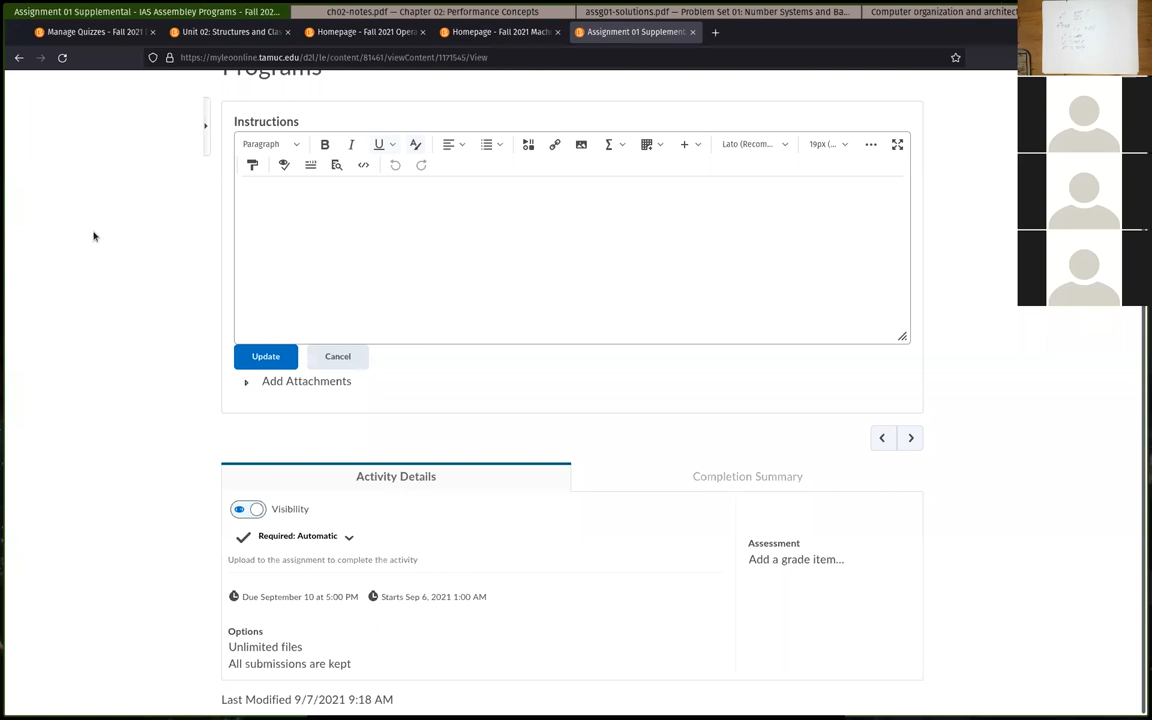 Assignment 01 Supplemental - IAS Assembley Programs - Fall 202...
ch02-notes.pdf — Chapter 02: Performance Concepts
assg01-solutions.pdf — Problem Set 01: Number Systems and Ba...
Computer organization and architect
Manage Quizzes - Fall 2021
Unit 02: Structures and Clas
Homepage - Fall 2021 Opera
Homepage - Fall 2021 Mach
Assignment 01 Supplement
https://myleoonline.tamuc.edu/d2l/le/content/81461/viewContent/1171545/View
Programs
Instructions
Paragraph
Lato (Recom...
19px (...
Update
Cancel
Add Attachments
Activity Details
Completion Summary
Visibility
Required: Automatic
Upload to the assignment to complete the activity
Assessment
Add a grade item...
Due September 10 at 5:00 PM
Starts Sep 6, 2021 1:00 AM
Options
Unlimited files
All submissions are kept
Last Modified 9/7/2021 9:18 AM